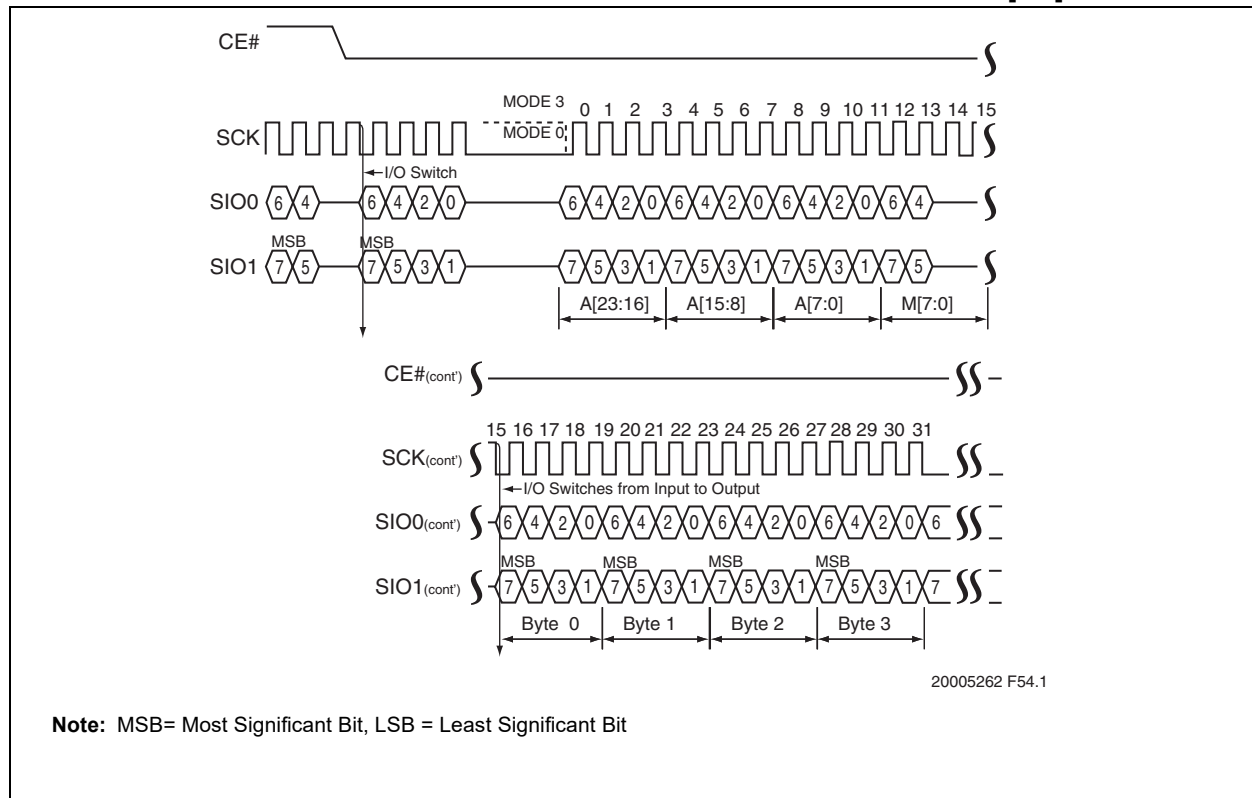 CE#
MODE 3
0 1 2 3 4 5 6 7 8 9 10 11 12 13 14 15
SCK
MODE 0
I/O Switch
SIO0 6 4 6 4 2 0 6 4 2 0 6 4 2 0 6 4 2 0 6 4
MSB MSB
SIO1 7 5 7 5 3 1 7 5 3 1 7 5 3 1 7 5 3 1 7 5
A[23:16] A[15:8] A[7:0] M[7:0]
CE#(cont')
15 16 17 18 19 20 21 22 23 24 25 26 27 28 29 30 31
SCK(cont')
I/O Switches from Input to Output
SIO0(cont') 6 4 2 0 6 4 2 0 6 4 2 0 6 4 2 0 6
MSB MSB MSB MSB
SIO1(cont') 7 5 3 1 7 5 3 1 7 5 3 1 7 5 3 1 7
Byte 0 Byte 1 Byte 2 Byte 3
20005262 F54.1
Note: MSB= Most Significant Bit, LSB = Least Significant Bit